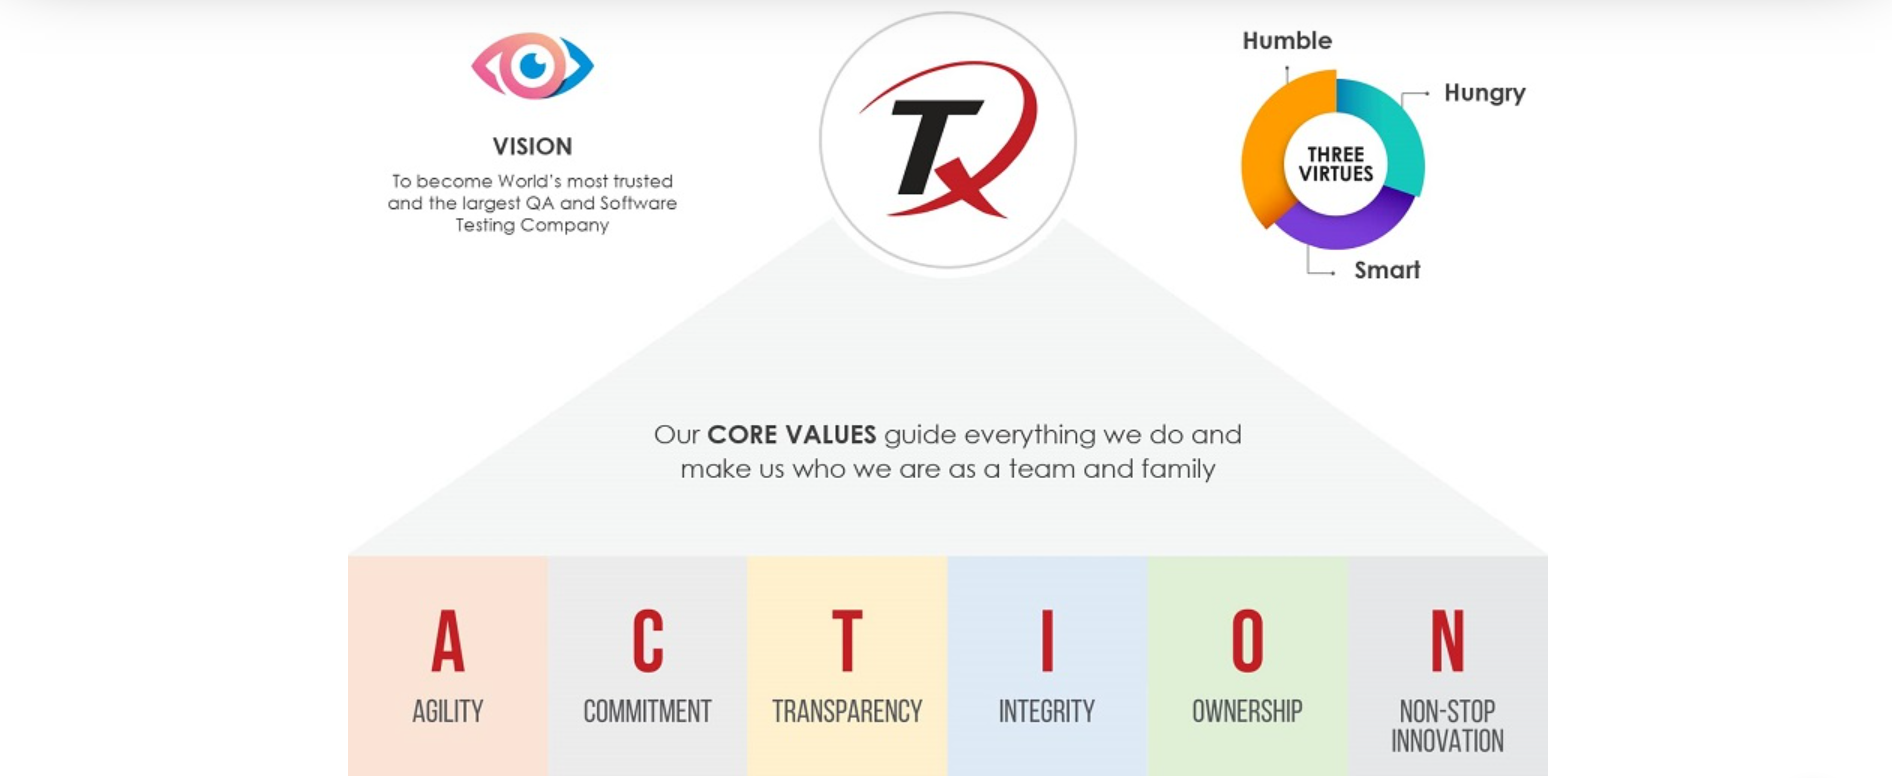 VISION
To become World's most trusted
and the largest QA and Software
Testing Company
TX
Humble
Hungry
THREE
VIRTUES
Smart
Our CORE VALUES guide everything we do and
make us who we are as a team and family
A
AGILITY
C
COMMITMENT
T
TRANSPARENCY
I
INTEGRITY
O
OWNERSHIP
N
NON-STOP
INNOVATION